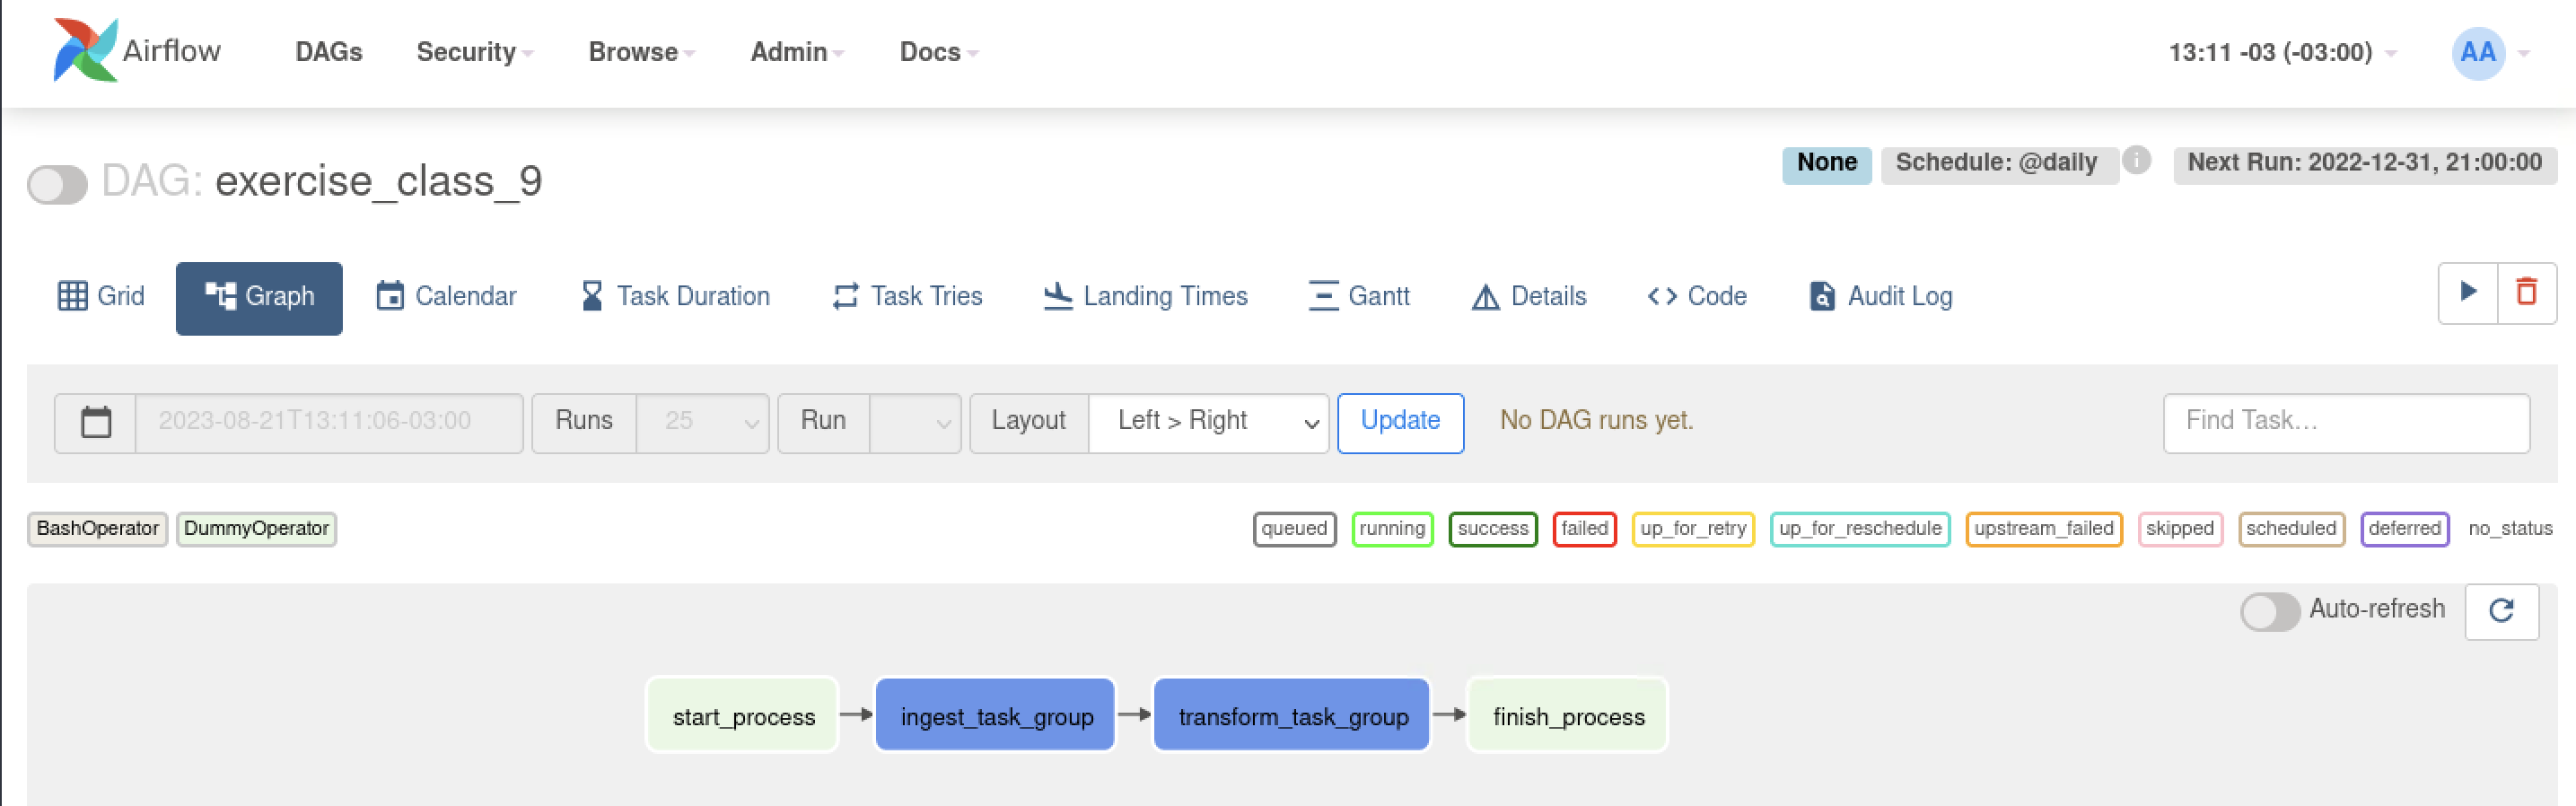 Airflow DAGs Security Browse Admin Docs 13:11 -03 (-03:00) AA
DAG: exercise_class_9 None Schedule: @daily i Next Run: 2022-12-31, 21:00:00
Grid Graph Calendar Task Duration Task Tries Landing Times Gantt Details <> Code Audit Log
2023-08-21T13:11:06-03:00 Runs 25 Run Layout Left > Right Update No DAG runs yet. Find Task...
BashOperator DummyOperator queued running success failed up_for_retry up_for_reschedule upstream_failed skipped scheduled deferred no_status
Auto-refresh
start_process ingest_task_group transform_task_group finish_process